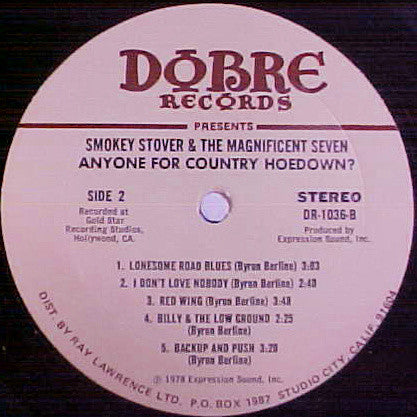 DOBRE
RECORDS
PRESENTS
SMOKEY STOVER & THE MAGNIFICENT SEVEN
ANYONE FOR COUNTRY HOEDOWN?
SIDE 2
Recorded at
Gold Star
Recording Studios,
Hollywood, CA.
STEREO
DR-1036-B
Produced by
Expression Sound, Inc.
1. LONESOME ROAD BLUES (Byron Berline) 3:03
2. I DON'T LOVE NOBODY (Byron Berline) 2:40
3. RED WING (Byron Berline) 3:48
4. BILLY & THE LOW GROUND 2:25
(Byron Berline)
5. BACKUP AND PUSH 3:20
(Byron Berline)
℗ 1978 Expression Sound, Inc.
DIST. BY RAY LAWRENCE LTD. P.O. BOX 1987 STUDIO CITY, CALIF. 91604